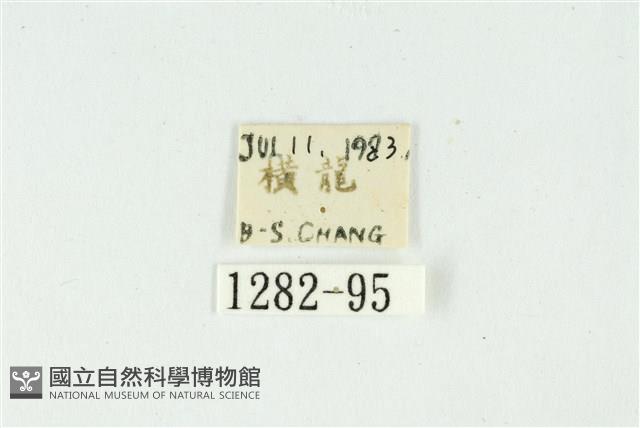 JUL 11, 1983.
橫龍
B-S. CHANG
1282-95
國立自然科學博物館
NATIONAL MUSEUM OF NATURAL SCIENCE